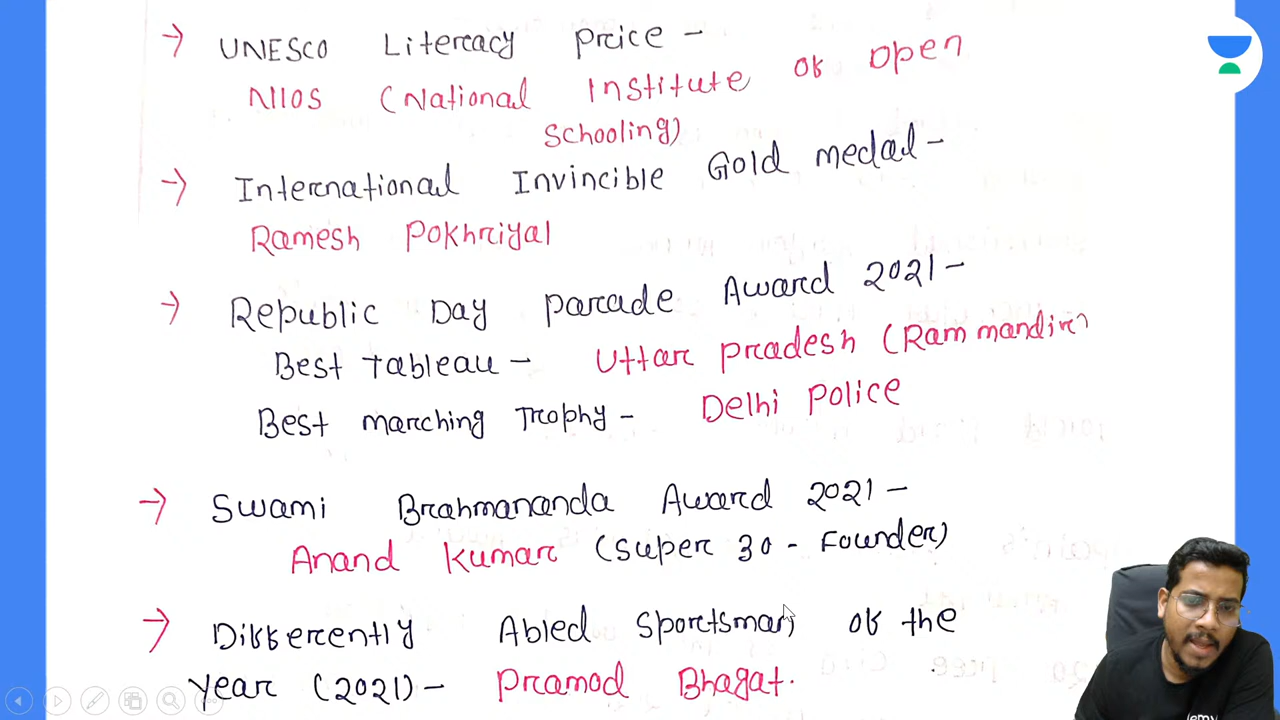 → UNESCO Literacy Price -
NIOS (National Institute of Open
Schooling)
→ International Invincible Gold medal -
Ramesh Pokhriyal
→ Republic Day parade Award 2021 -
Best Tableau - Uttar pradesh (Ram mandir)
Best marching Trophy - Delhi Police
→ Swami Brahmananda Award 2021 -
Anand Kumar (Super 30 - Founder)
→ Differently Abled Sportsman of the
year (2021) - Pramod Bhagat.